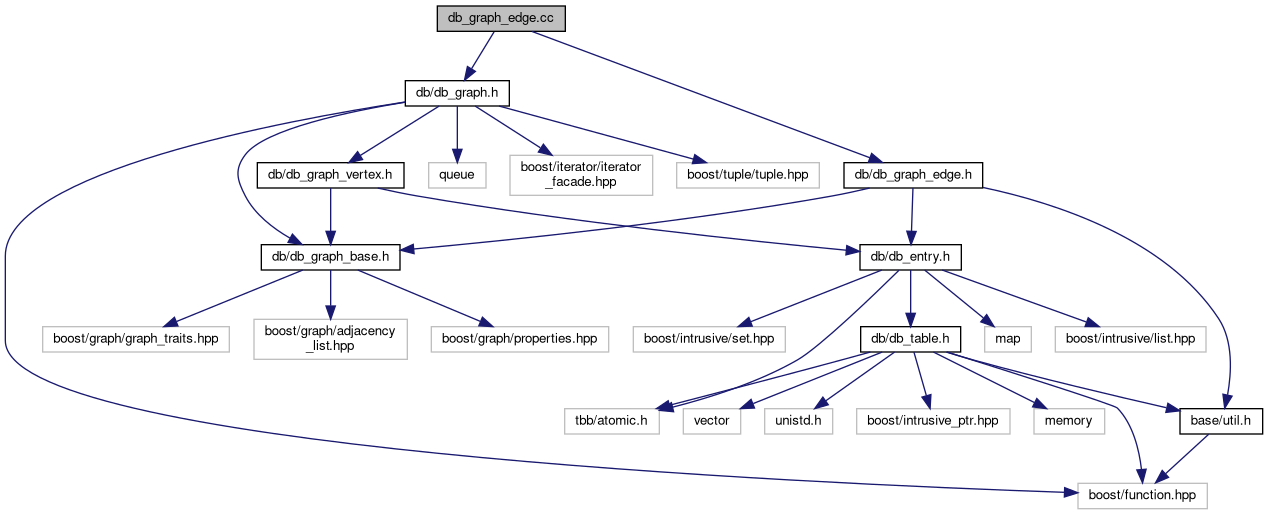 db_graph_edge.cc
db/db_graph.h
db/db_graph_vertex.h
queue
boost/iterator/iterator
_facade.hpp
boost/tuple/tuple.hpp
db/db_graph_edge.h
db/db_graph_base.h
db/db_entry.h
boost/graph/graph_traits.hpp
boost/graph/adjacency
_list.hpp
boost/graph/properties.hpp
boost/intrusive/set.hpp
db/db_table.h
map
boost/intrusive/list.hpp
tbb/atomic.h
vector
unistd.h
boost/intrusive_ptr.hpp
memory
base/util.h
boost/function.hpp